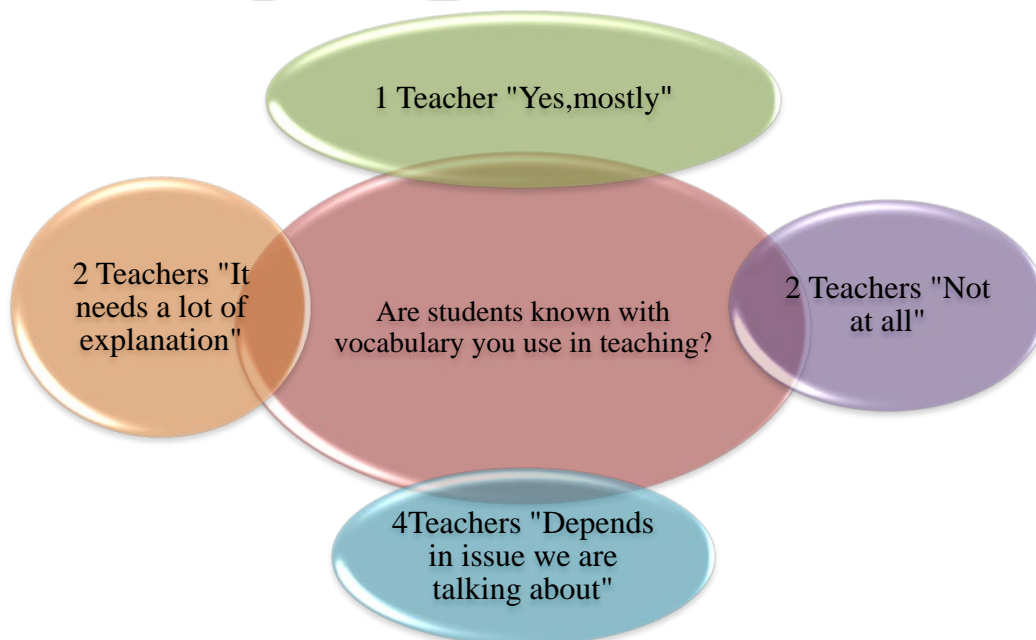 1 Teacher "Yes,mostly"
2 Teachers "It
needs a lot of
explanation"
Are students known with
vocabulary you use in teaching?
2 Teachers "Not
at all"
4Teachers "Depends
in issue we are
talking about"